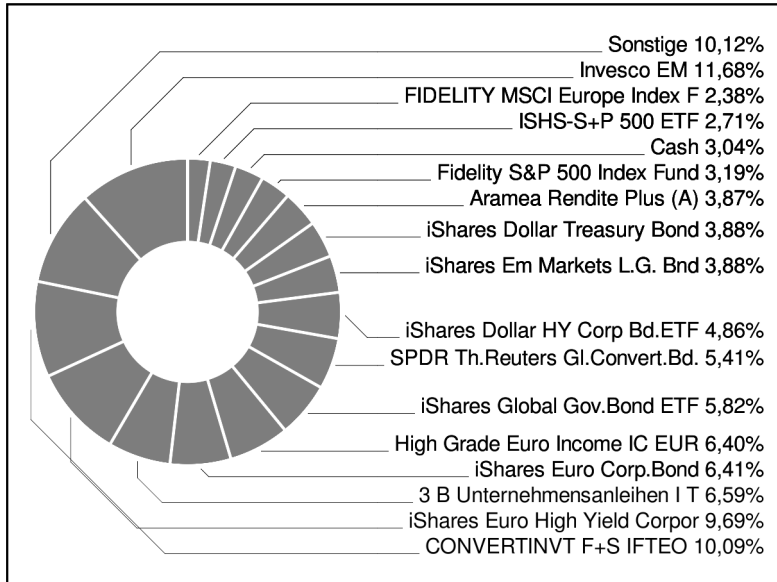 Sonstige 10,12%
Invesco EM 11,68%
FIDELITY MSCI Europe Index F 2,38%
ISHS-S+P 500 ETF 2,71%
Cash 3,04%
Fidelity S&P 500 Index Fund 3,19%
Aramea Rendite Plus (A) 3,87%
iShares Dollar Treasury Bond 3,88%
iShares Em Markets L.G. Bnd 3,88%
iShares Dollar HY Corp Bd.ETF 4,86%
SPDR Th.Reuters Gl.Convert.Bd. 5,41%
iShares Global Gov.Bond ETF 5,82%
High Grade Euro Income IC EUR 6,40%
iShares Euro Corp.Bond 6,41%
3 B Unternehmensanleihen I T 6,59%
iShares Euro High Yield Corpor 9,69%
CONVERTINVT F+S IFTEO 10,09%